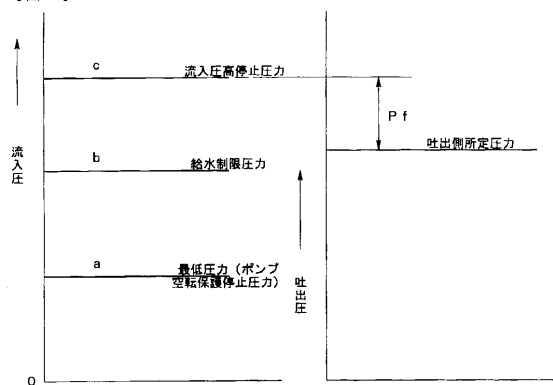 c
流入圧高停止圧力
Pf
流入圧
b
給水制限圧力
吐出側所定圧力
a
最低圧力(ポンプ
空転保護停止圧力)
吐出圧
0